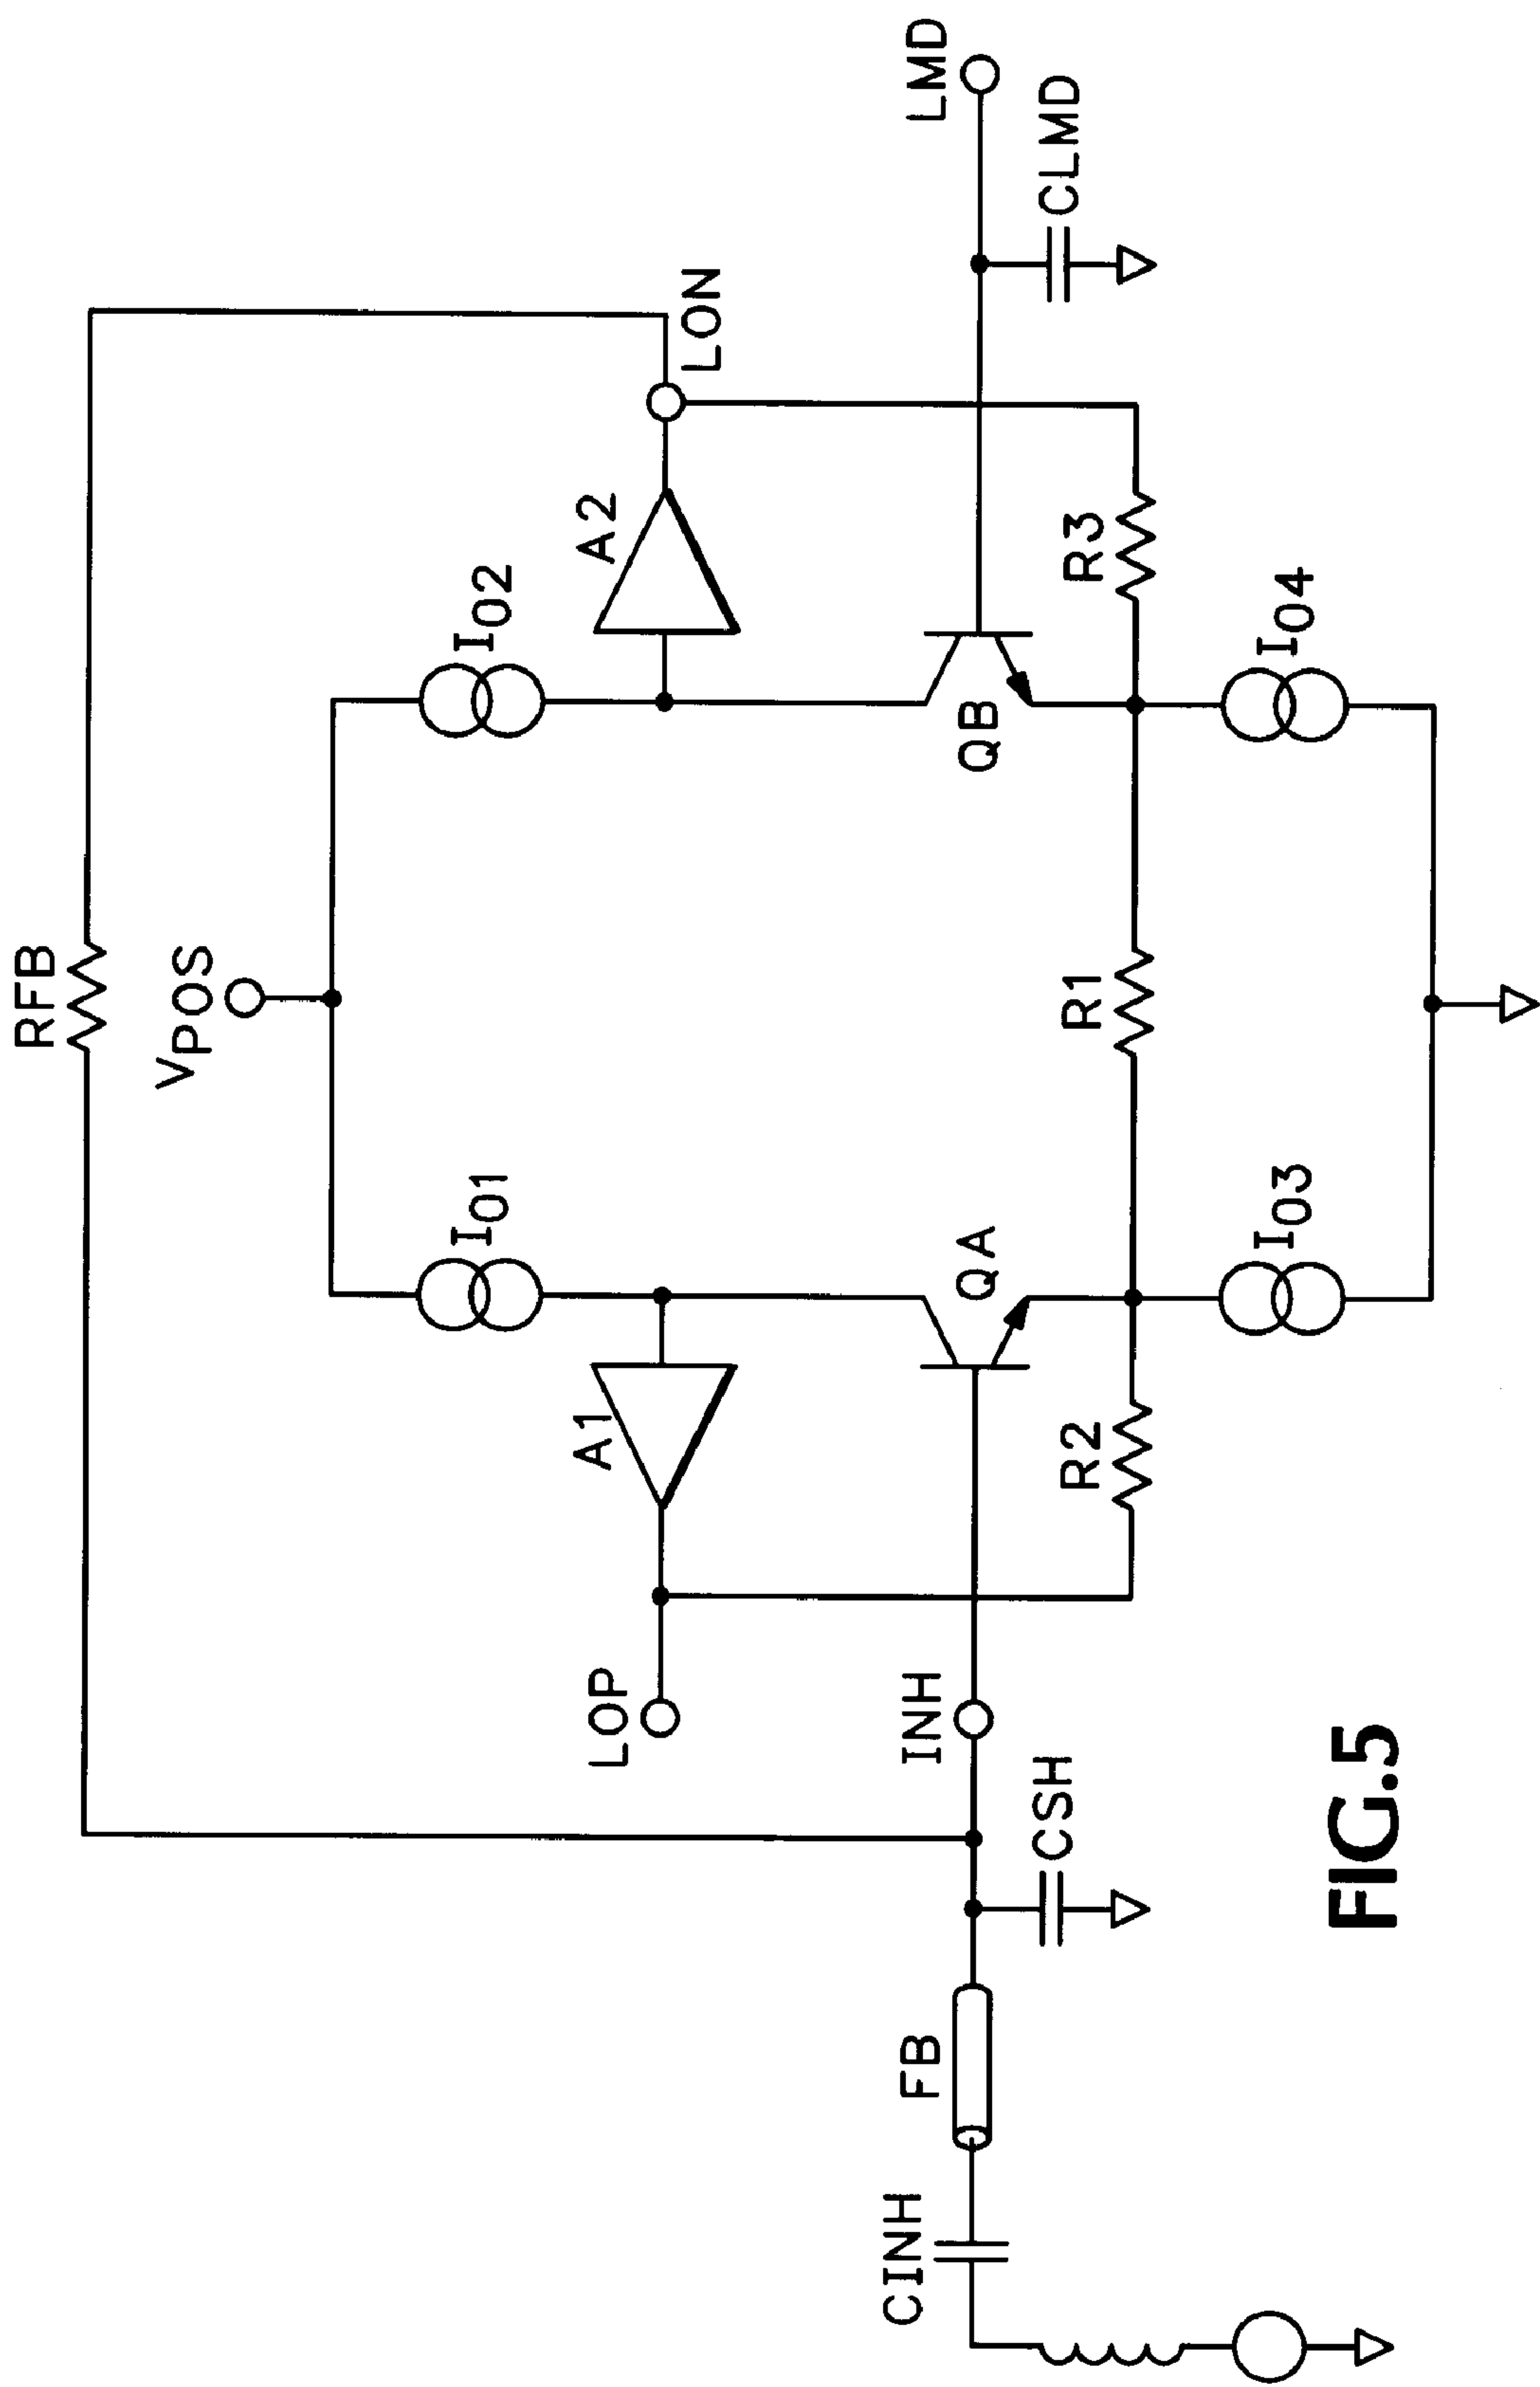 RFB
VPOS
I01
I02
A1
A2
LOP
LON
INH
QA
QB
LMD
CINH
FB
CSH
R2
R1
R3
CLMD
I03
I04
FIG.5